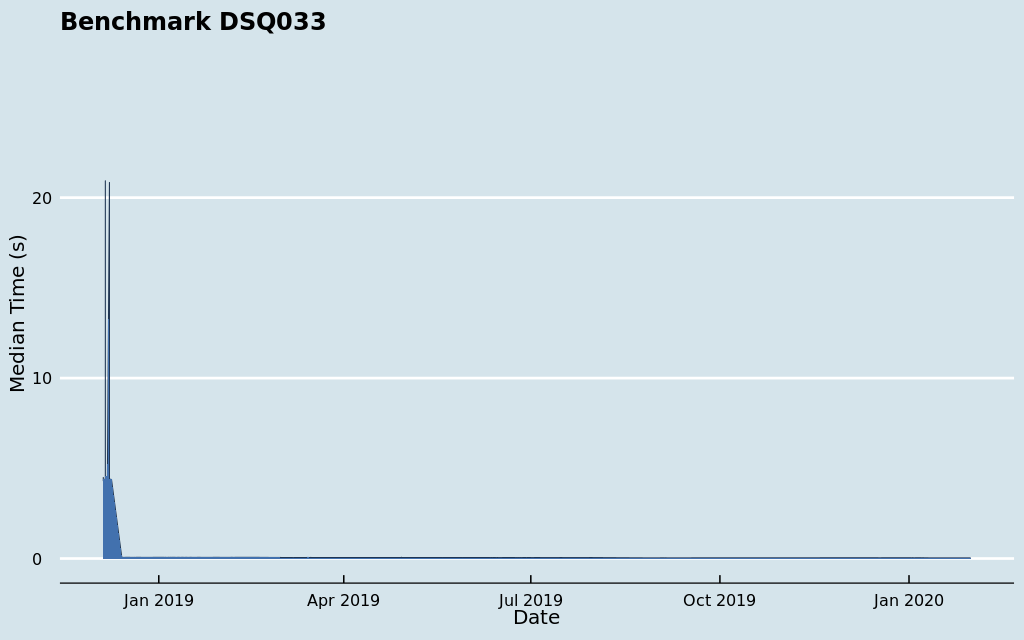 Benchmark DSQ033
Median Time (s)
20
10
0
Jan 2019
Apr 2019
Jul 2019
Oct 2019
Jan 2020
Date